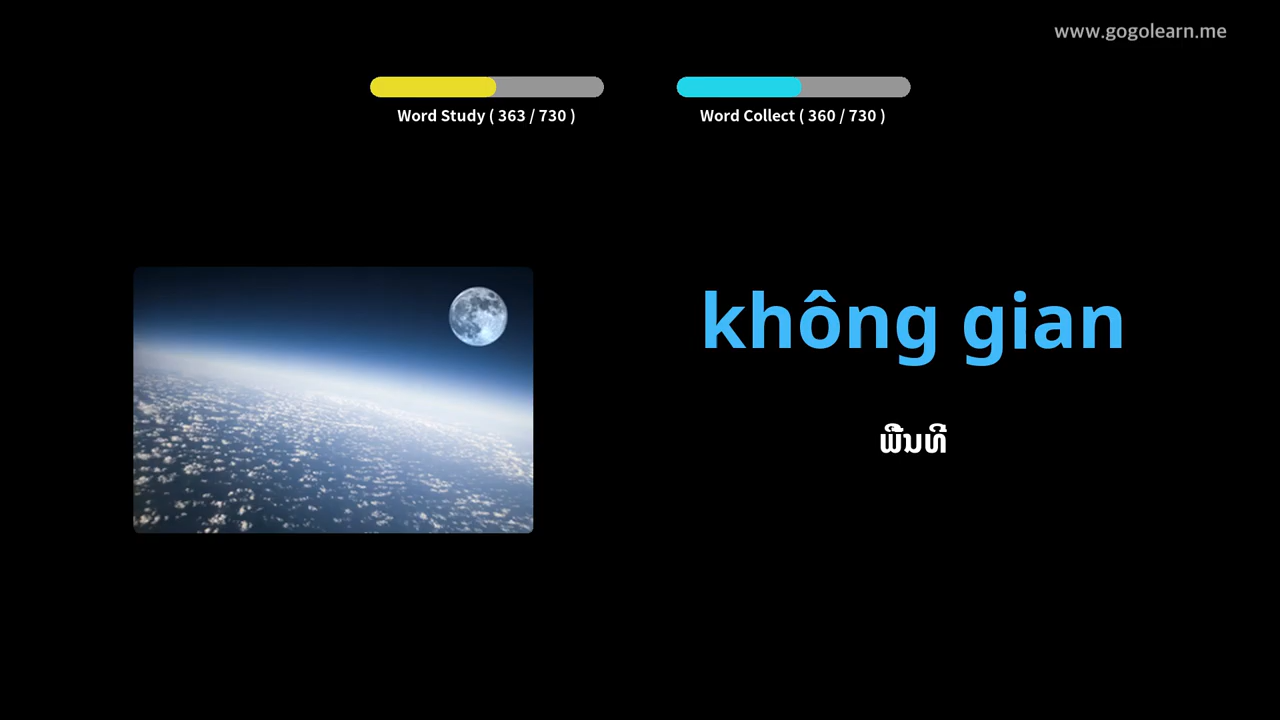 www.gogolearn.me
Word Study ( 363 / 730 )
Word Collect ( 360 / 730 )
không gian
ພື້ນທີ່